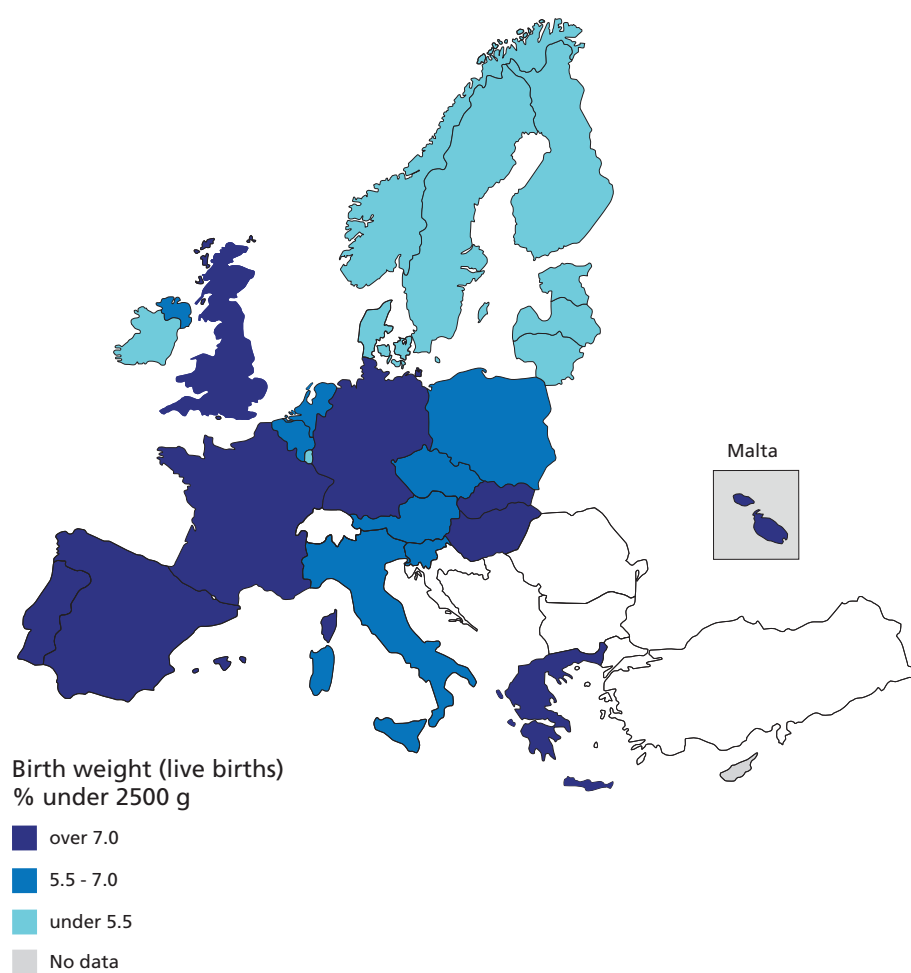 Malta
Birth weight (live births)
% under 2500 g
over 7.0
5.5 - 7.0
under 5.5
No data